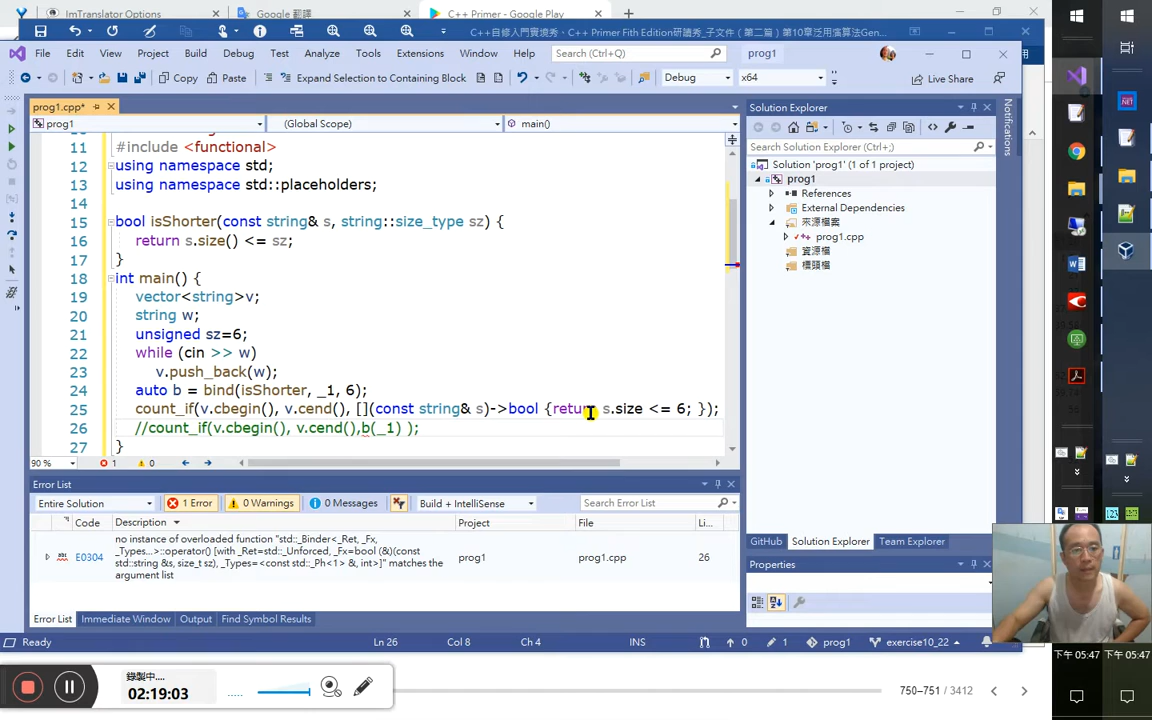 ImTranslator Options
Google 翻譯
C++ Primer - Google Play
C++自修入門實境秀、C++ Primer Fith Edition研讀秀_子文件（第二篇）第10章泛用演算法Gen...
File Edit View Project Build Debug Test Analyze Tools Extensions Window Help Search (Ctrl+Q) prog1
Copy Paste Expand Selection to Containing Block Debug x64 Live Share
prog1.cpp*
prog1 (Global Scope) main()
11 #include <functional>
12 using namespace std;
13 using namespace std::placeholders;
14
15 bool isShorter(const string& s, string::size_type sz) {
16 return s.size() <= sz;
17 }
18 int main() {
19 vector<string>v;
20 string w;
21 unsigned sz=6;
22 while (cin >> w)
23 v.push_back(w);
24 auto b = bind(isShorter, _1, 6);
25 count_if(v.cbegin(), v.cend(), [](const string& s)->bool {return s.size <= 6; });
26 //count_if(v.cbegin(), v.cend(),b(_1) );
27 }
90 % 1 0
Error List
Entire Solution 1 Error 0 Warnings 0 Messages Build + IntelliSense Search Error List
Code Description Project File Li...
E0304 no instance of overloaded function "std::_Binder<_Ret, _Fx,
_Types...>::operator() [with _Ret=std::_Unforced, _Fx=bool (&)(const
std::string &s, size_t sz), _Types=<const std::_Ph<1> &, int>]" matches the
argument list
prog1 prog1.cpp 26
Error List Immediate Window Output Find Symbol Results
Ready Ln 26 Col 8 Ch 4 INS 0 1 prog1 exercise10_22
Solution Explorer
Search Solution Explorer (Ctrl+;)
Solution 'prog1' (1 of 1 project)
prog1
References
External Dependencies
來源檔案
prog1.cpp
資源檔
標頭檔
GitHub Solution Explorer Team Explorer
Properties
Notifications
錄製中...
02:19:03
750–751 / 3412
下午 05:47 下午 05:47